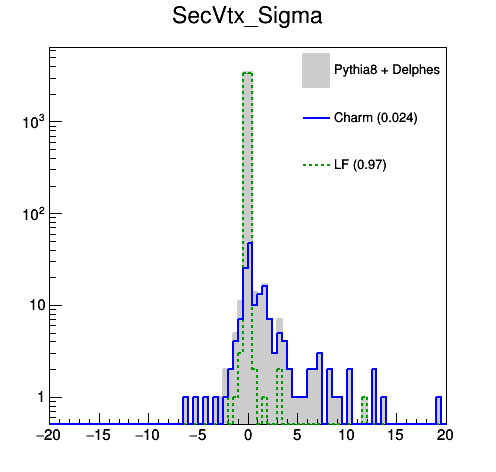 SecVtx_Sigma
Pythia8 + Delphes
Charm (0.024)
LF (0.97)
10³
10²
10
1
−20 −15 −10 −5 0 5 10 15 20